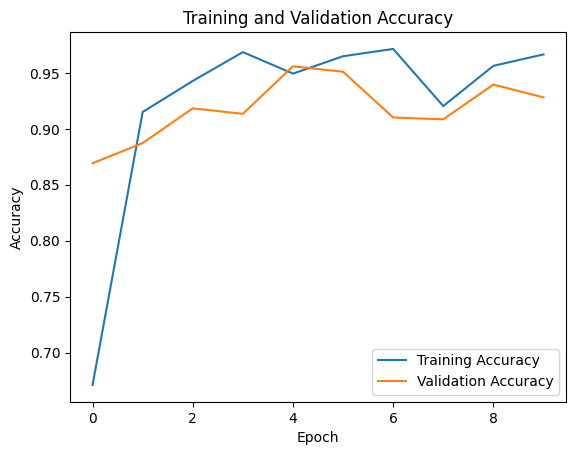 Training and Validation Accuracy
Accuracy
0.95
0.90
0.85
0.80
0.75
0.70
0
2
4
6
8
Epoch
Training Accuracy
Validation Accuracy